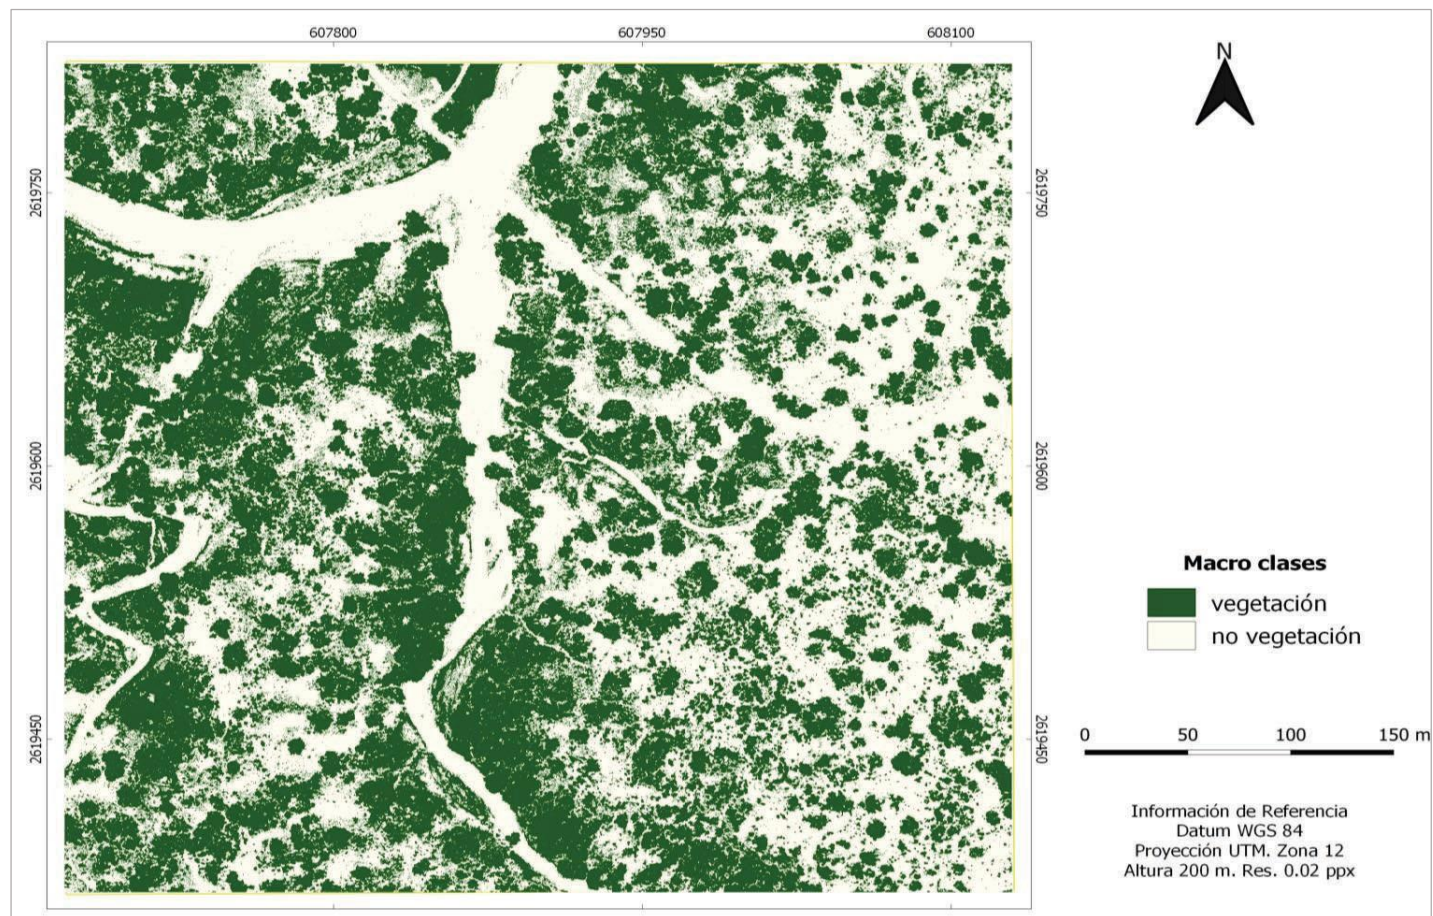 607800 607950 608100
N
2619750 2619750
2619600 2619600
2619450 2619450
Macro clases
vegetación
no vegetación
0 50 100 150 m
Información de Referencia
Datum WGS 84
Proyección UTM. Zona 12
Altura 200 m. Res. 0.02 ppx